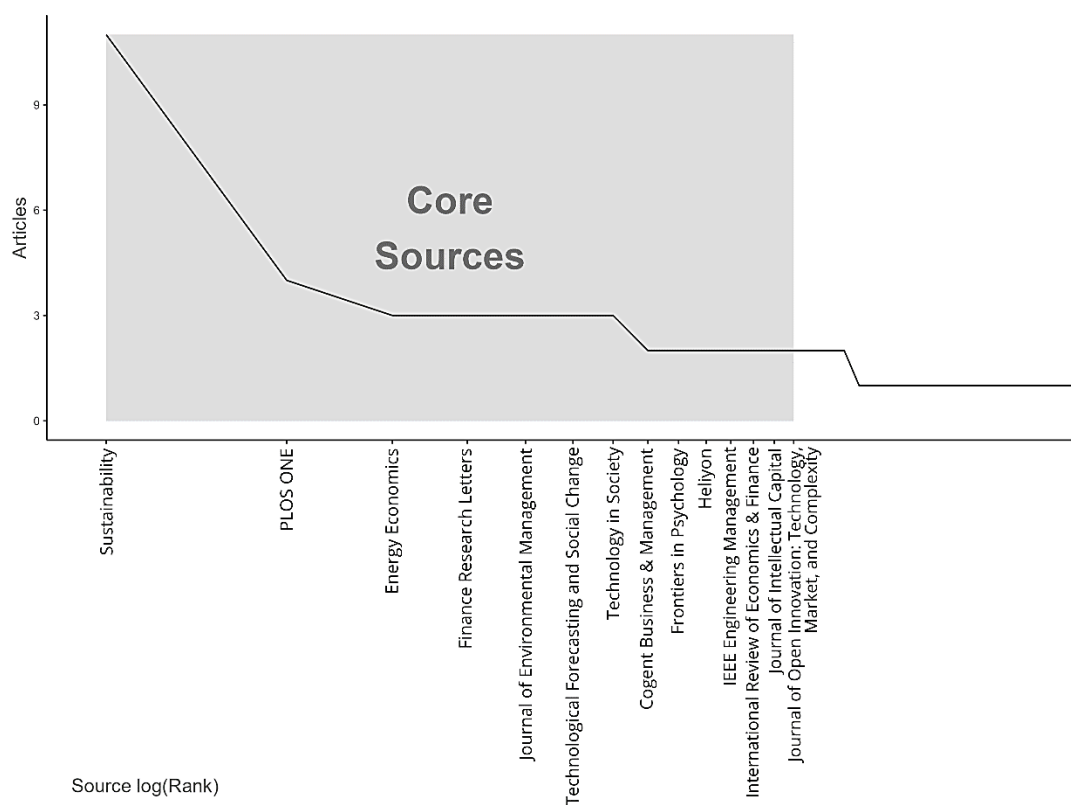 Articles
9
6
3
0
Core
Sources
Sustainability
PLOS ONE
Energy Economics
Finance Research Letters
Journal of Environmental Management
Technological Forecasting and Social Change
Technology in Society
Cogent Business & Management
Frontiers in Psychology
Heliyon
IEEE Engineering Management
International Review of Economics & Finance
Journal of Intellectual Capital
Journal of Open Innovation: Technology,
Market, and Complexity
Source log(Rank)